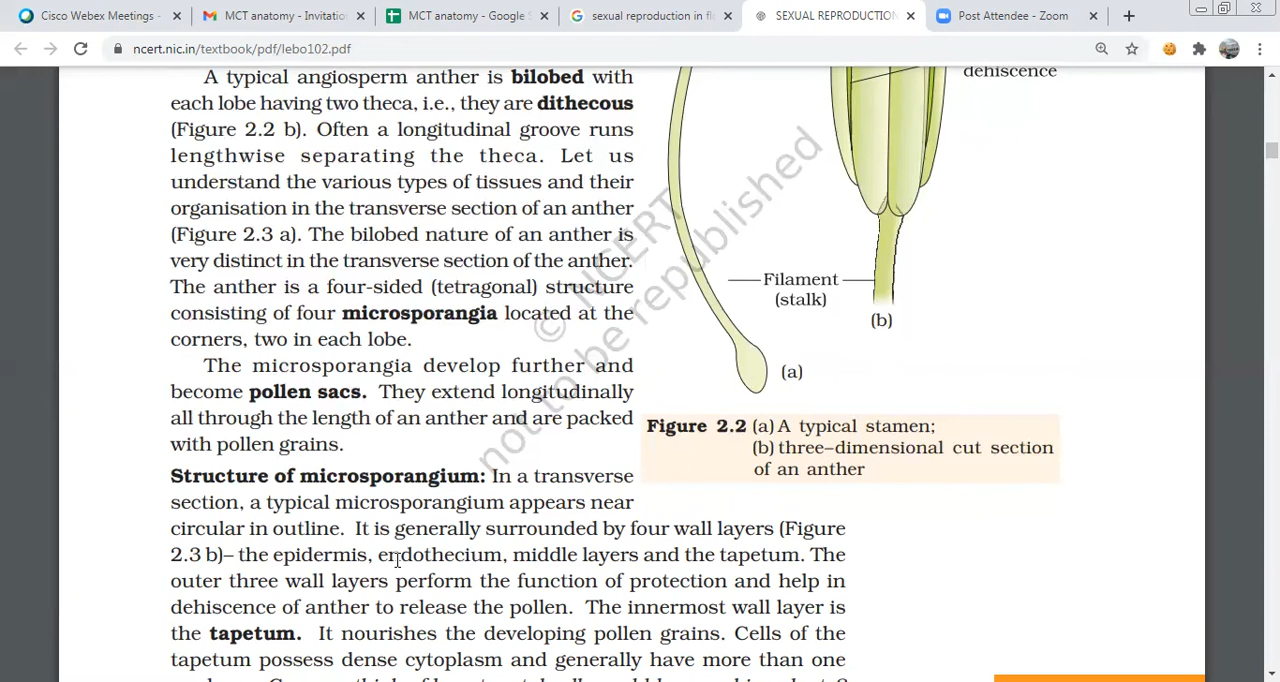 Cisco Webex Meetings -
MCT anatomy - Invitatio
MCT anatomy - Google S
sexual reproduction in fl
SEXUAL REPRODUCTION
Post Attendee - Zoom
ncert.nic.in/textbook/pdf/lebo102.pdf
A typical angiosperm anther is bilobed with
each lobe having two theca, i.e., they are dithecous
(Figure 2.2 b). Often a longitudinal groove runs
lengthwise separating the theca. Let us
understand the various types of tissues and their
organisation in the transverse section of an anther
(Figure 2.3 a). The bilobed nature of an anther is
very distinct in the transverse section of the anther.
The anther is a four-sided (tetragonal) structure
consisting of four microsporangia located at the
corners, two in each lobe.
The microsporangia develop further and
become pollen sacs. They extend longitudinally
all through the length of an anther and are packed
with pollen grains.
Structure of microsporangium: In a transverse
section, a typical microsporangium appears near
circular in outline. It is generally surrounded by four wall layers (Figure
2.3 b)– the epidermis, endothecium, middle layers and the tapetum. The
outer three wall layers perform the function of protection and help in
dehiscence of anther to release the pollen. The innermost wall layer is
the tapetum. It nourishes the developing pollen grains. Cells of the
tapetum possess dense cytoplasm and generally have more than one
dehiscence
Filament
(stalk)
(b)
(a)
Figure 2.2 (a) A typical stamen;
(b) three–dimensional cut section
of an anther
© NCERT
not to be republished